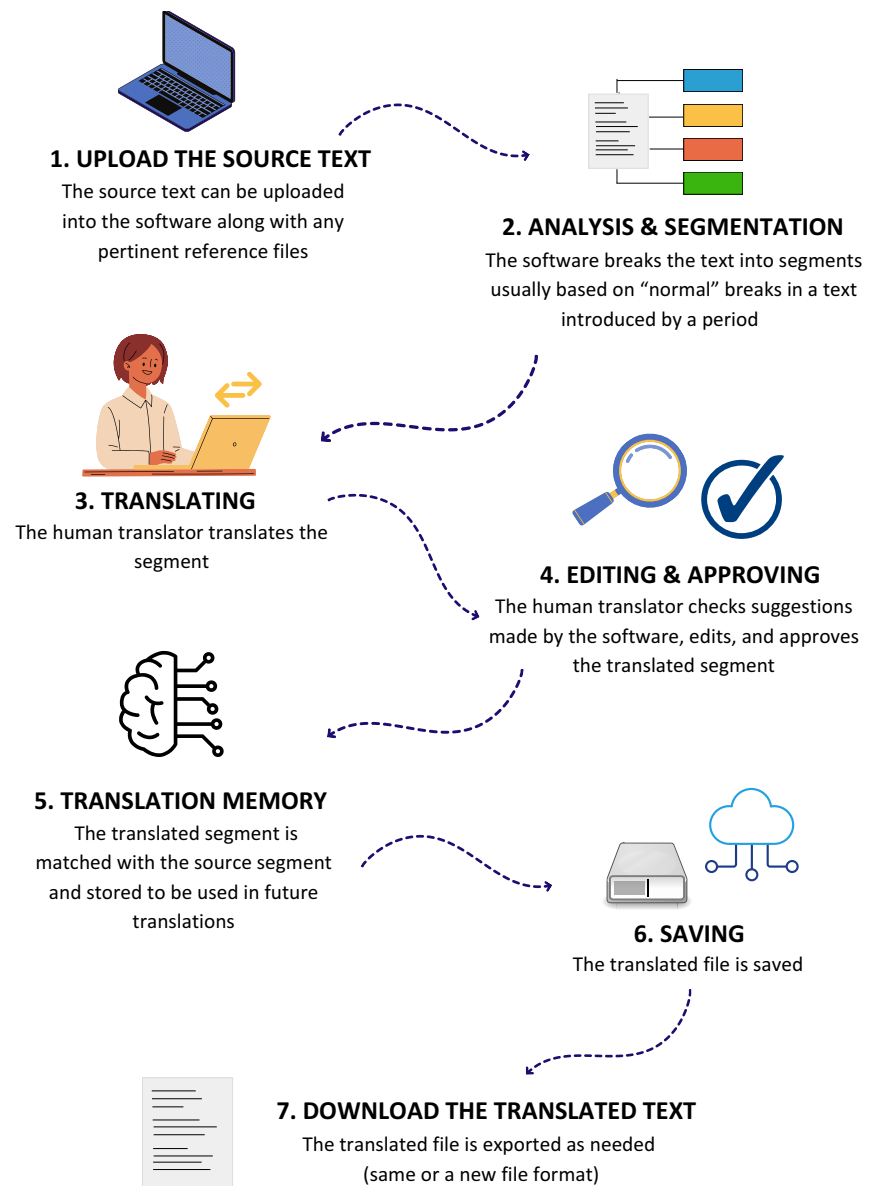 1. UPLOAD THE SOURCE TEXT
The source text can be uploaded
into the software along with any
pertinent reference files
2. ANALYSIS & SEGMENTATION
The software breaks the text into segments
usually based on “normal” breaks in a text
introduced by a period
3. TRANSLATING
The human translator translates the
segment
4. EDITING & APPROVING
The human translator checks suggestions
made by the software, edits, and approves
the translated segment
5. TRANSLATION MEMORY
The translated segment is
matched with the source segment
and stored to be used in future
translations
6. SAVING
The translated file is saved
7. DOWNLOAD THE TRANSLATED TEXT
The translated file is exported as needed
(same or a new file format)